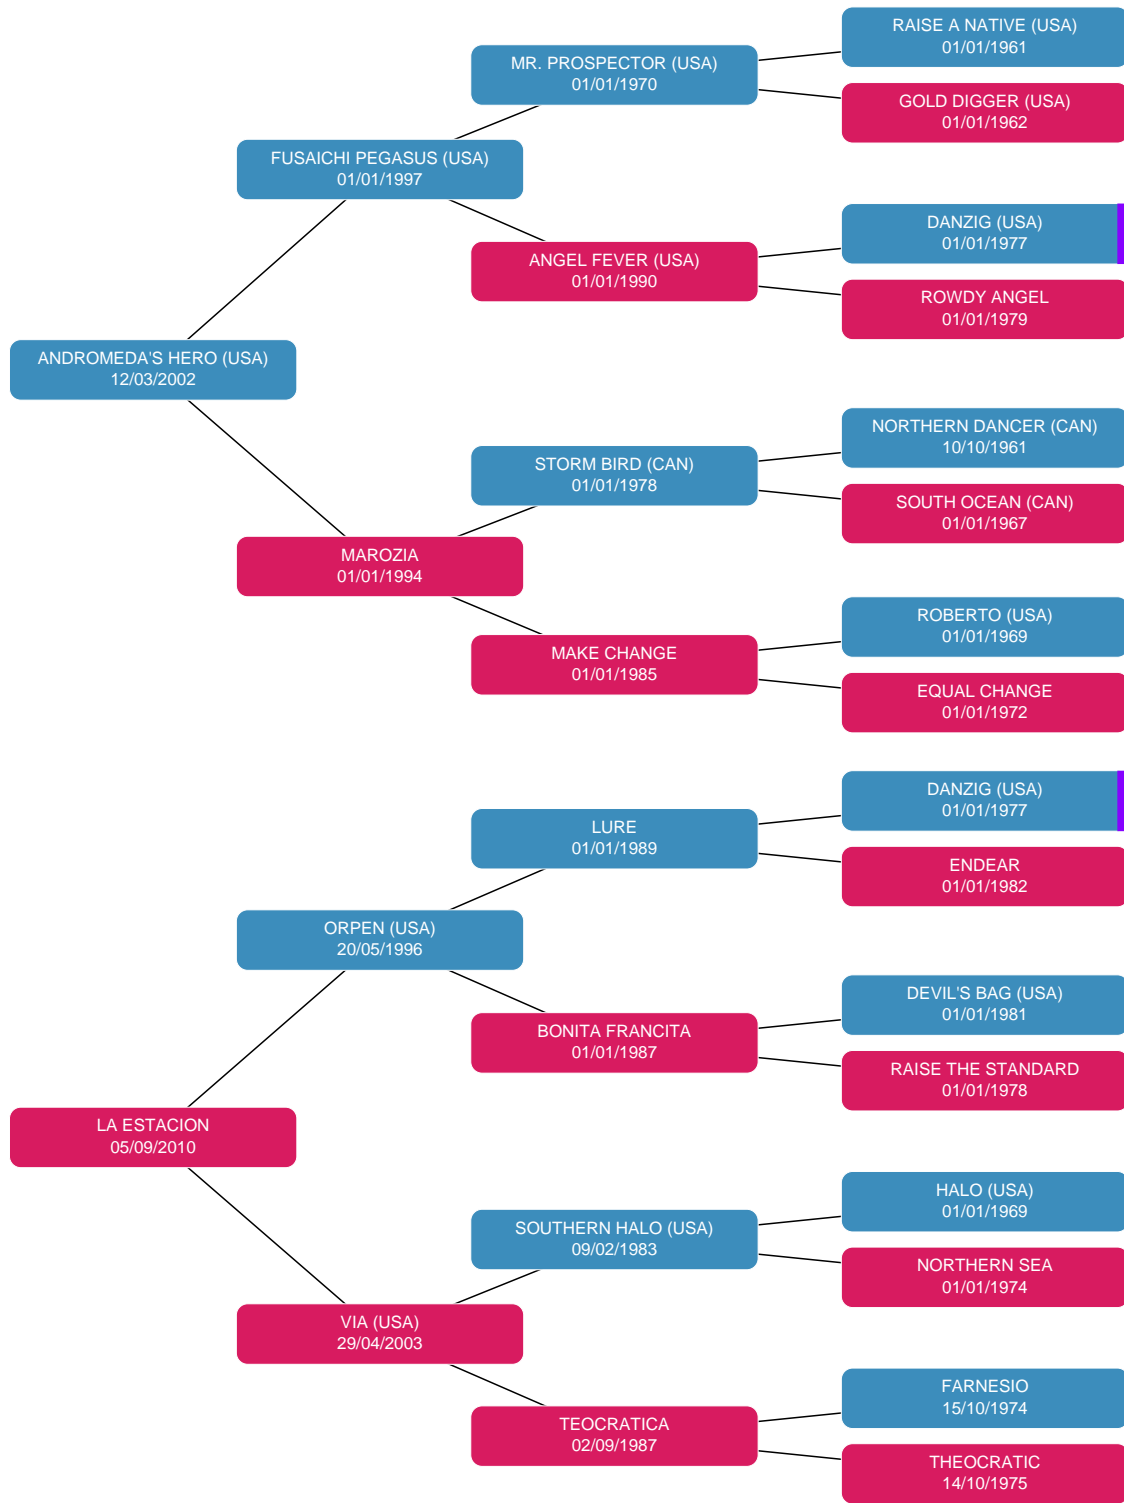 RAISE A NATIVE (USA)
01/01/1961
MR. PROSPECTOR (USA)
01/01/1970
GOLD DIGGER (USA)
01/01/1962
FUSAICHI PEGASUS (USA)
01/01/1997
DANZIG (USA)
01/01/1977
ANGEL FEVER (USA)
01/01/1990
ROWDY ANGEL
01/01/1979
ANDROMEDA'S HERO (USA)
12/03/2002
NORTHERN DANCER (CAN)
10/10/1961
STORM BIRD (CAN)
01/01/1978
SOUTH OCEAN (CAN)
01/01/1967
MAROZIA
01/01/1994
ROBERTO (USA)
01/01/1969
MAKE CHANGE
01/01/1985
EQUAL CHANGE
01/01/1972
DANZIG (USA)
01/01/1977
LURE
01/01/1989
ENDEAR
01/01/1982
ORPEN (USA)
20/05/1996
DEVIL'S BAG (USA)
01/01/1981
BONITA FRANCITA
01/01/1987
RAISE THE STANDARD
01/01/1978
LA ESTACION
05/09/2010
HALO (USA)
01/01/1969
SOUTHERN HALO (USA)
09/02/1983
NORTHERN SEA
01/01/1974
VIA (USA)
29/04/2003
FARNESIO
15/10/1974
TEOCRATICA
02/09/1987
THEOCRATIC
14/10/1975